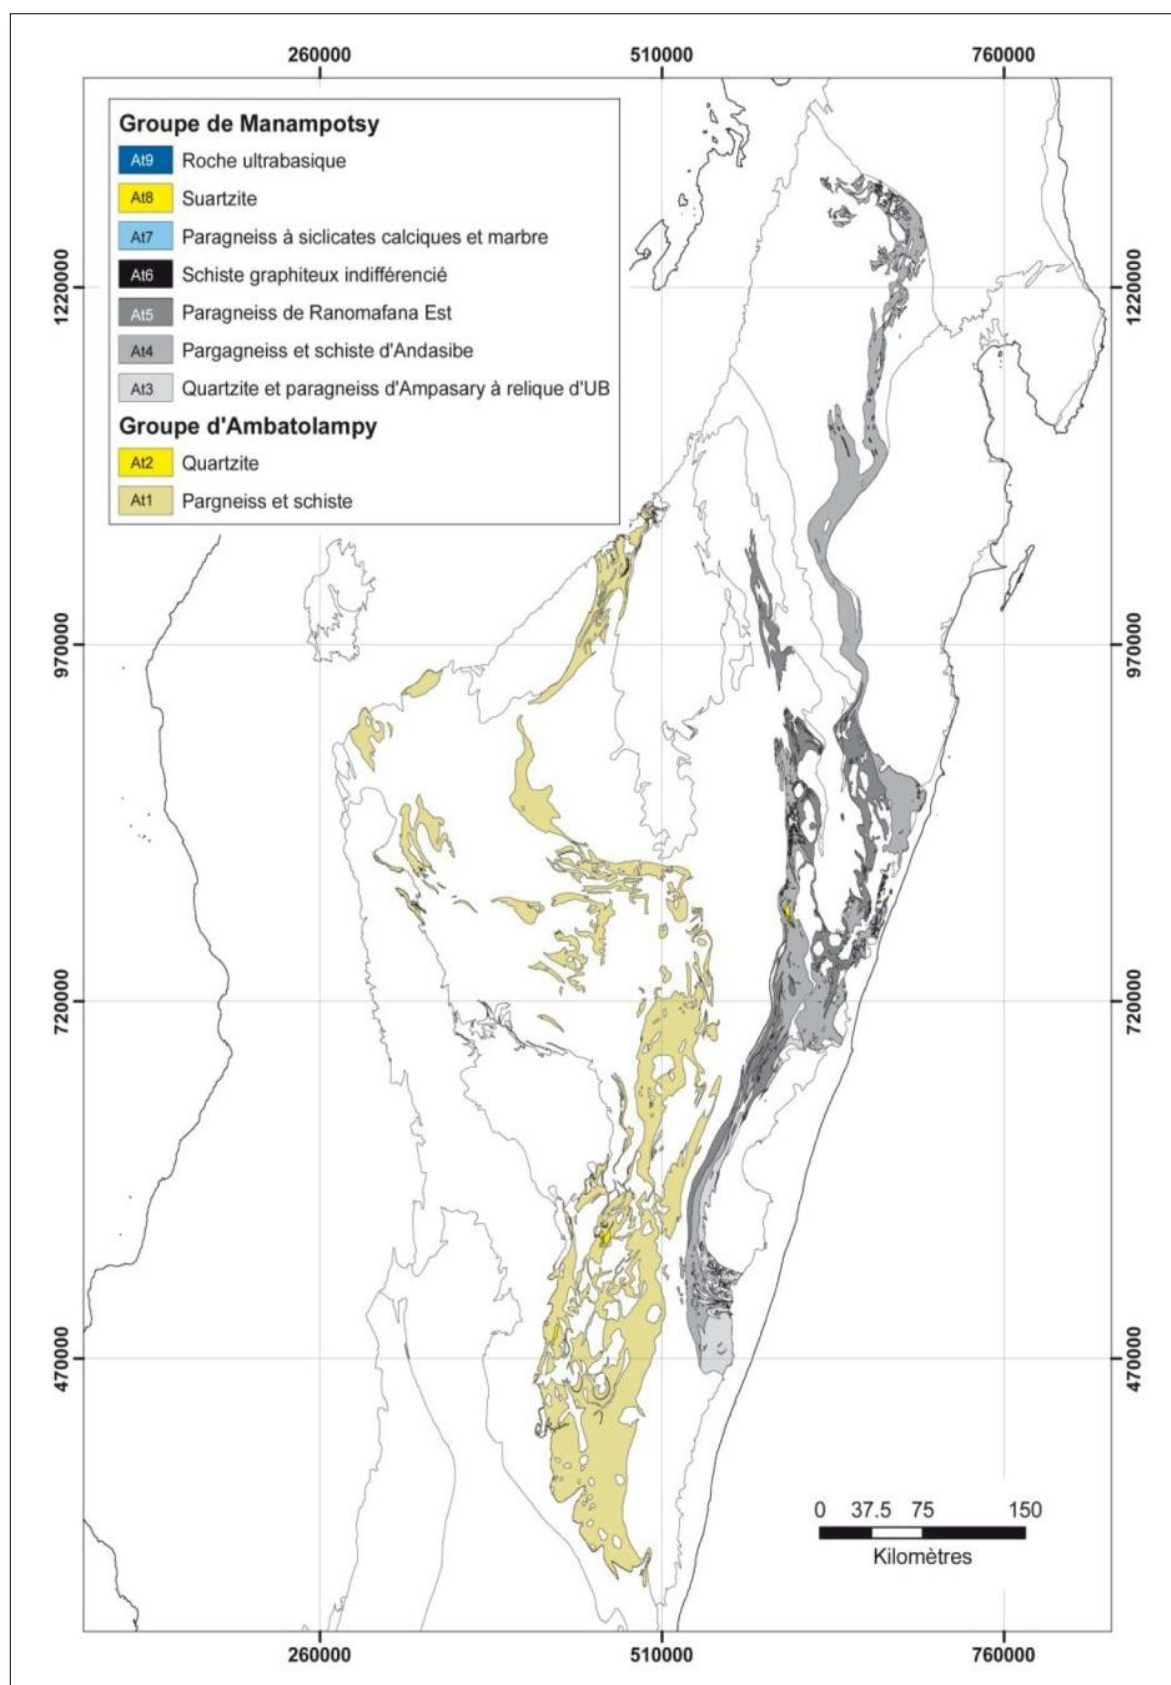 260000 510000 760000
Groupe de Manampotsy
At9 Roche ultrabasique
At8 Suartzite
At7 Paragneiss à siclicates calciques et marbre
At6 Schiste graphiteux indifférencié
At5 Paragneiss de Ranomafana Est
At4 Pargagneiss et schiste d'Andasibe
At3 Quartzite et paragneiss d'Ampasary à relique d'UB
Groupe d'Ambatolampy
At2 Quartzite
At1 Pargneiss et schiste
1220000 1220000
970000 970000
720000 720000
470000 470000
0 37.5 75 150
Kilomètres
260000 510000 760000